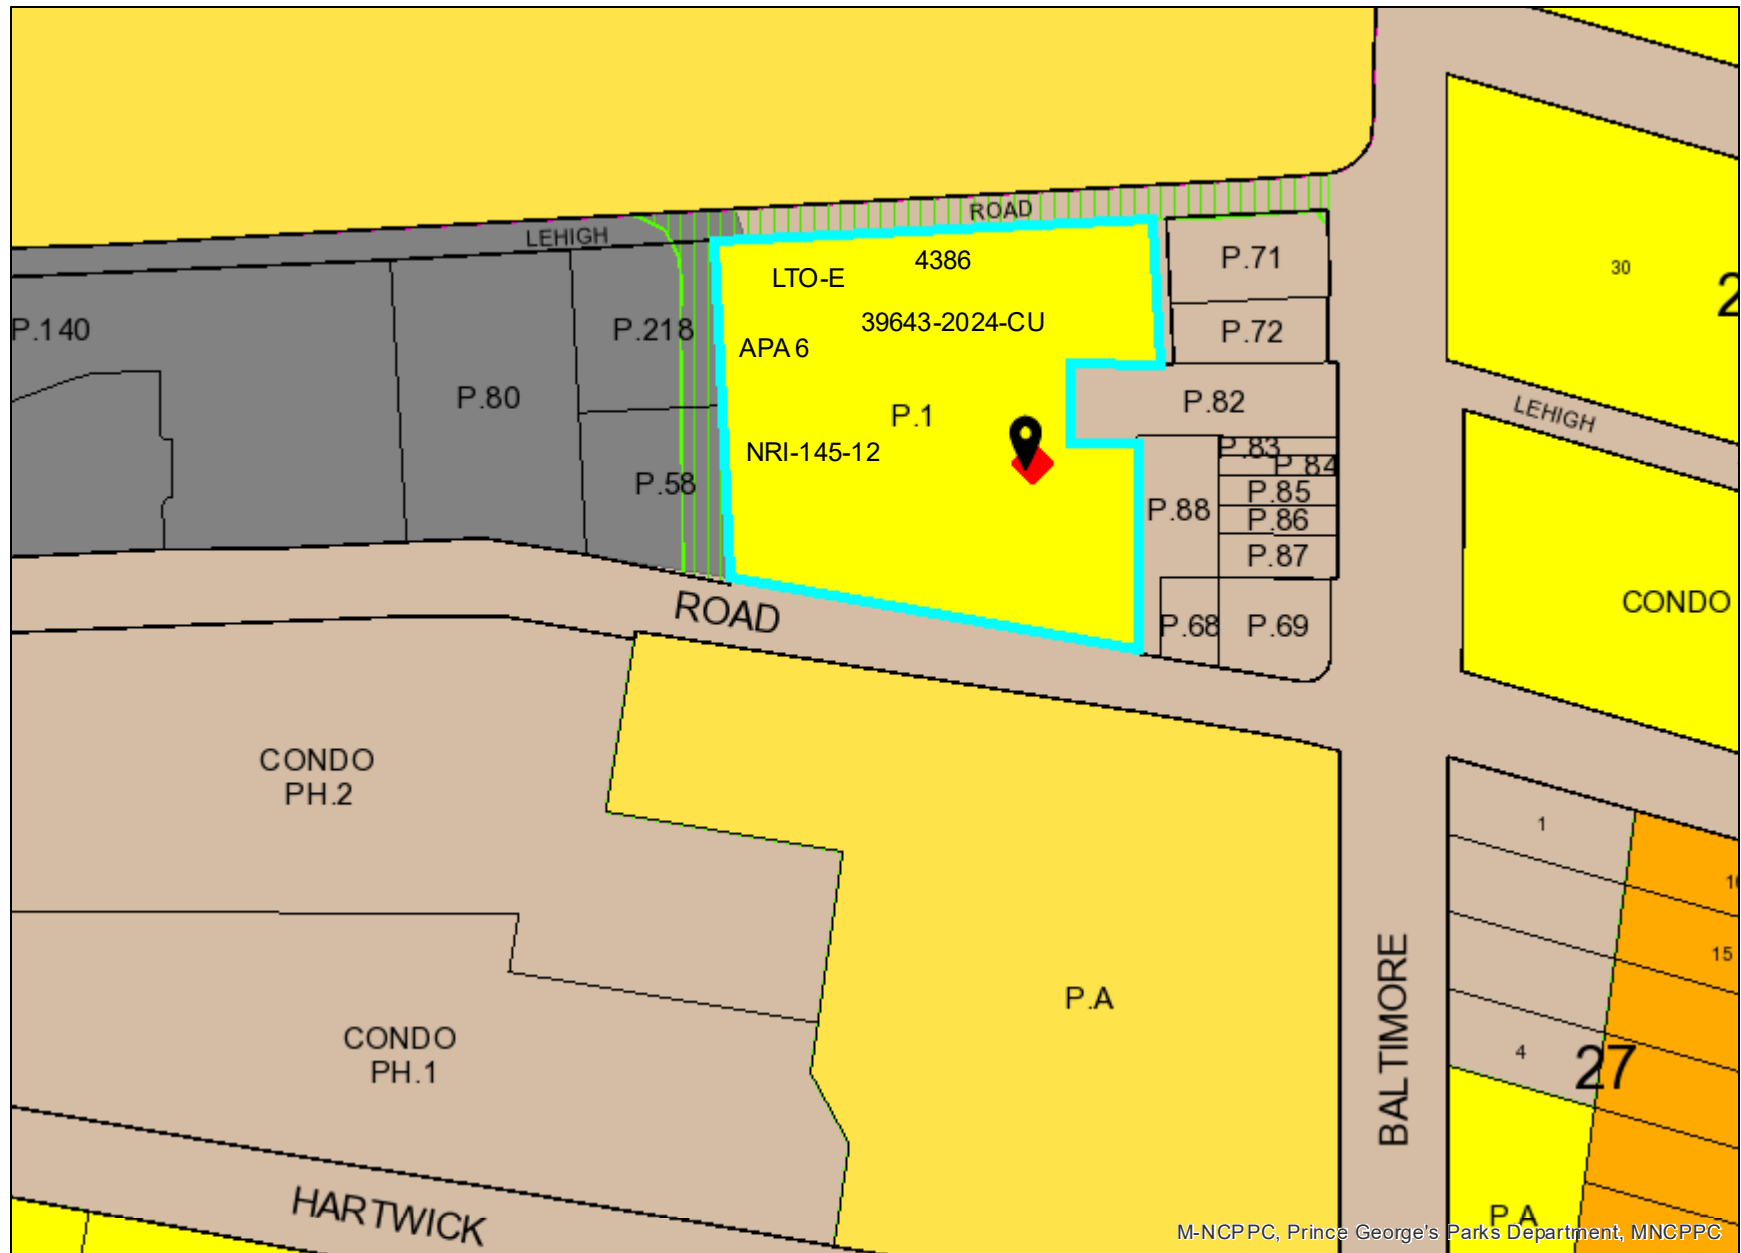 ROAD
LEHIGH
4386
LTO-E
39643-2024-CU
APA 6
P.1
NRI-145-12
P.140
P.80
P.218
P.58
P.71
P.72
P.82
P.83
P.84
P.85
P.86
P.87
P.88
P.68
P.69
30
2
LEHIGH
CONDO
ROAD
CONDO
PH.2
CONDO
PH.1
P.A
BALTIMORE
1
15
4
27
P.A
HARTWICK
M-NCPPC, Prince George's Parks Department, MNCPPC